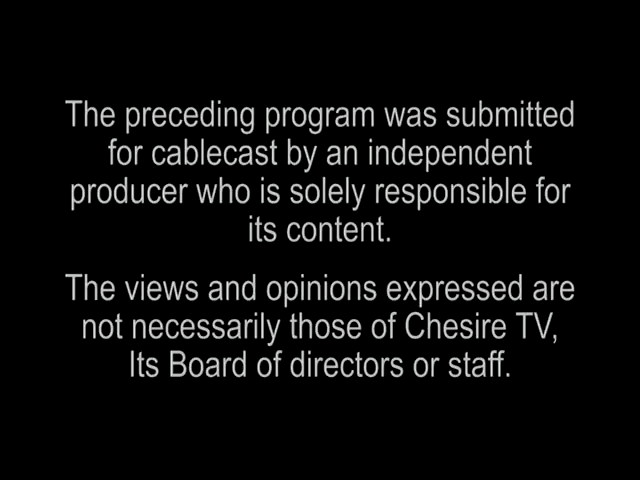 The preceding program was submitted
for cablecast by an independent
producer who is solely responsible for
its content.
The views and opinions expressed are
not necessarily those of Chesire TV,
Its Board of directors or staff.